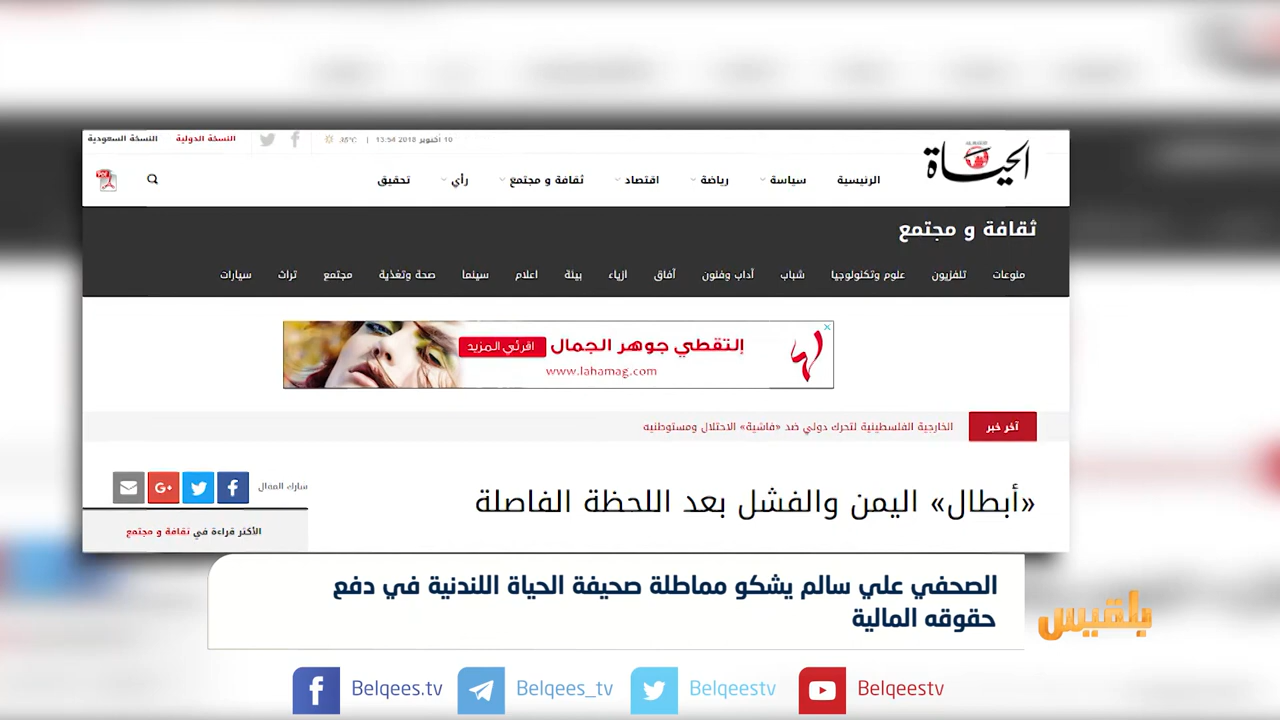 10 أكتوبر 2018 13:54 | 35°C
النسخة الدولية
النسخة السعودية
الحياة
الرئيسية سياسة رياضة اقتصاد ثقافة و مجتمع رأي تحقيق
ثقافة و مجتمع
منوعات تلفزيون علوم وتكنولوجيا شباب آداب وفنون آفاق ازياء بيئة اعلام سينما صحة وتغذية مجتمع تراث سيارات
إلتقطي جوهر الجمال اقرئي المزيد
www.lahamag.com
آخر خبر الخارجية الفلسطينية لتحرك دولي ضد «فاشية» الاحتلال ومستوطنيه
«أبطال» اليمن والفشل بعد اللحظة الفاصلة
شارك المقال
الأكثر قراءة في ثقافة و مجتمع
الصحفي علي سالم يشكو مماطلة صحيفة الحياة اللندنية في دفع
حقوقه المالية
بلقيس
Belqees.tv Belqees_tv Belqeestv Belqeestv